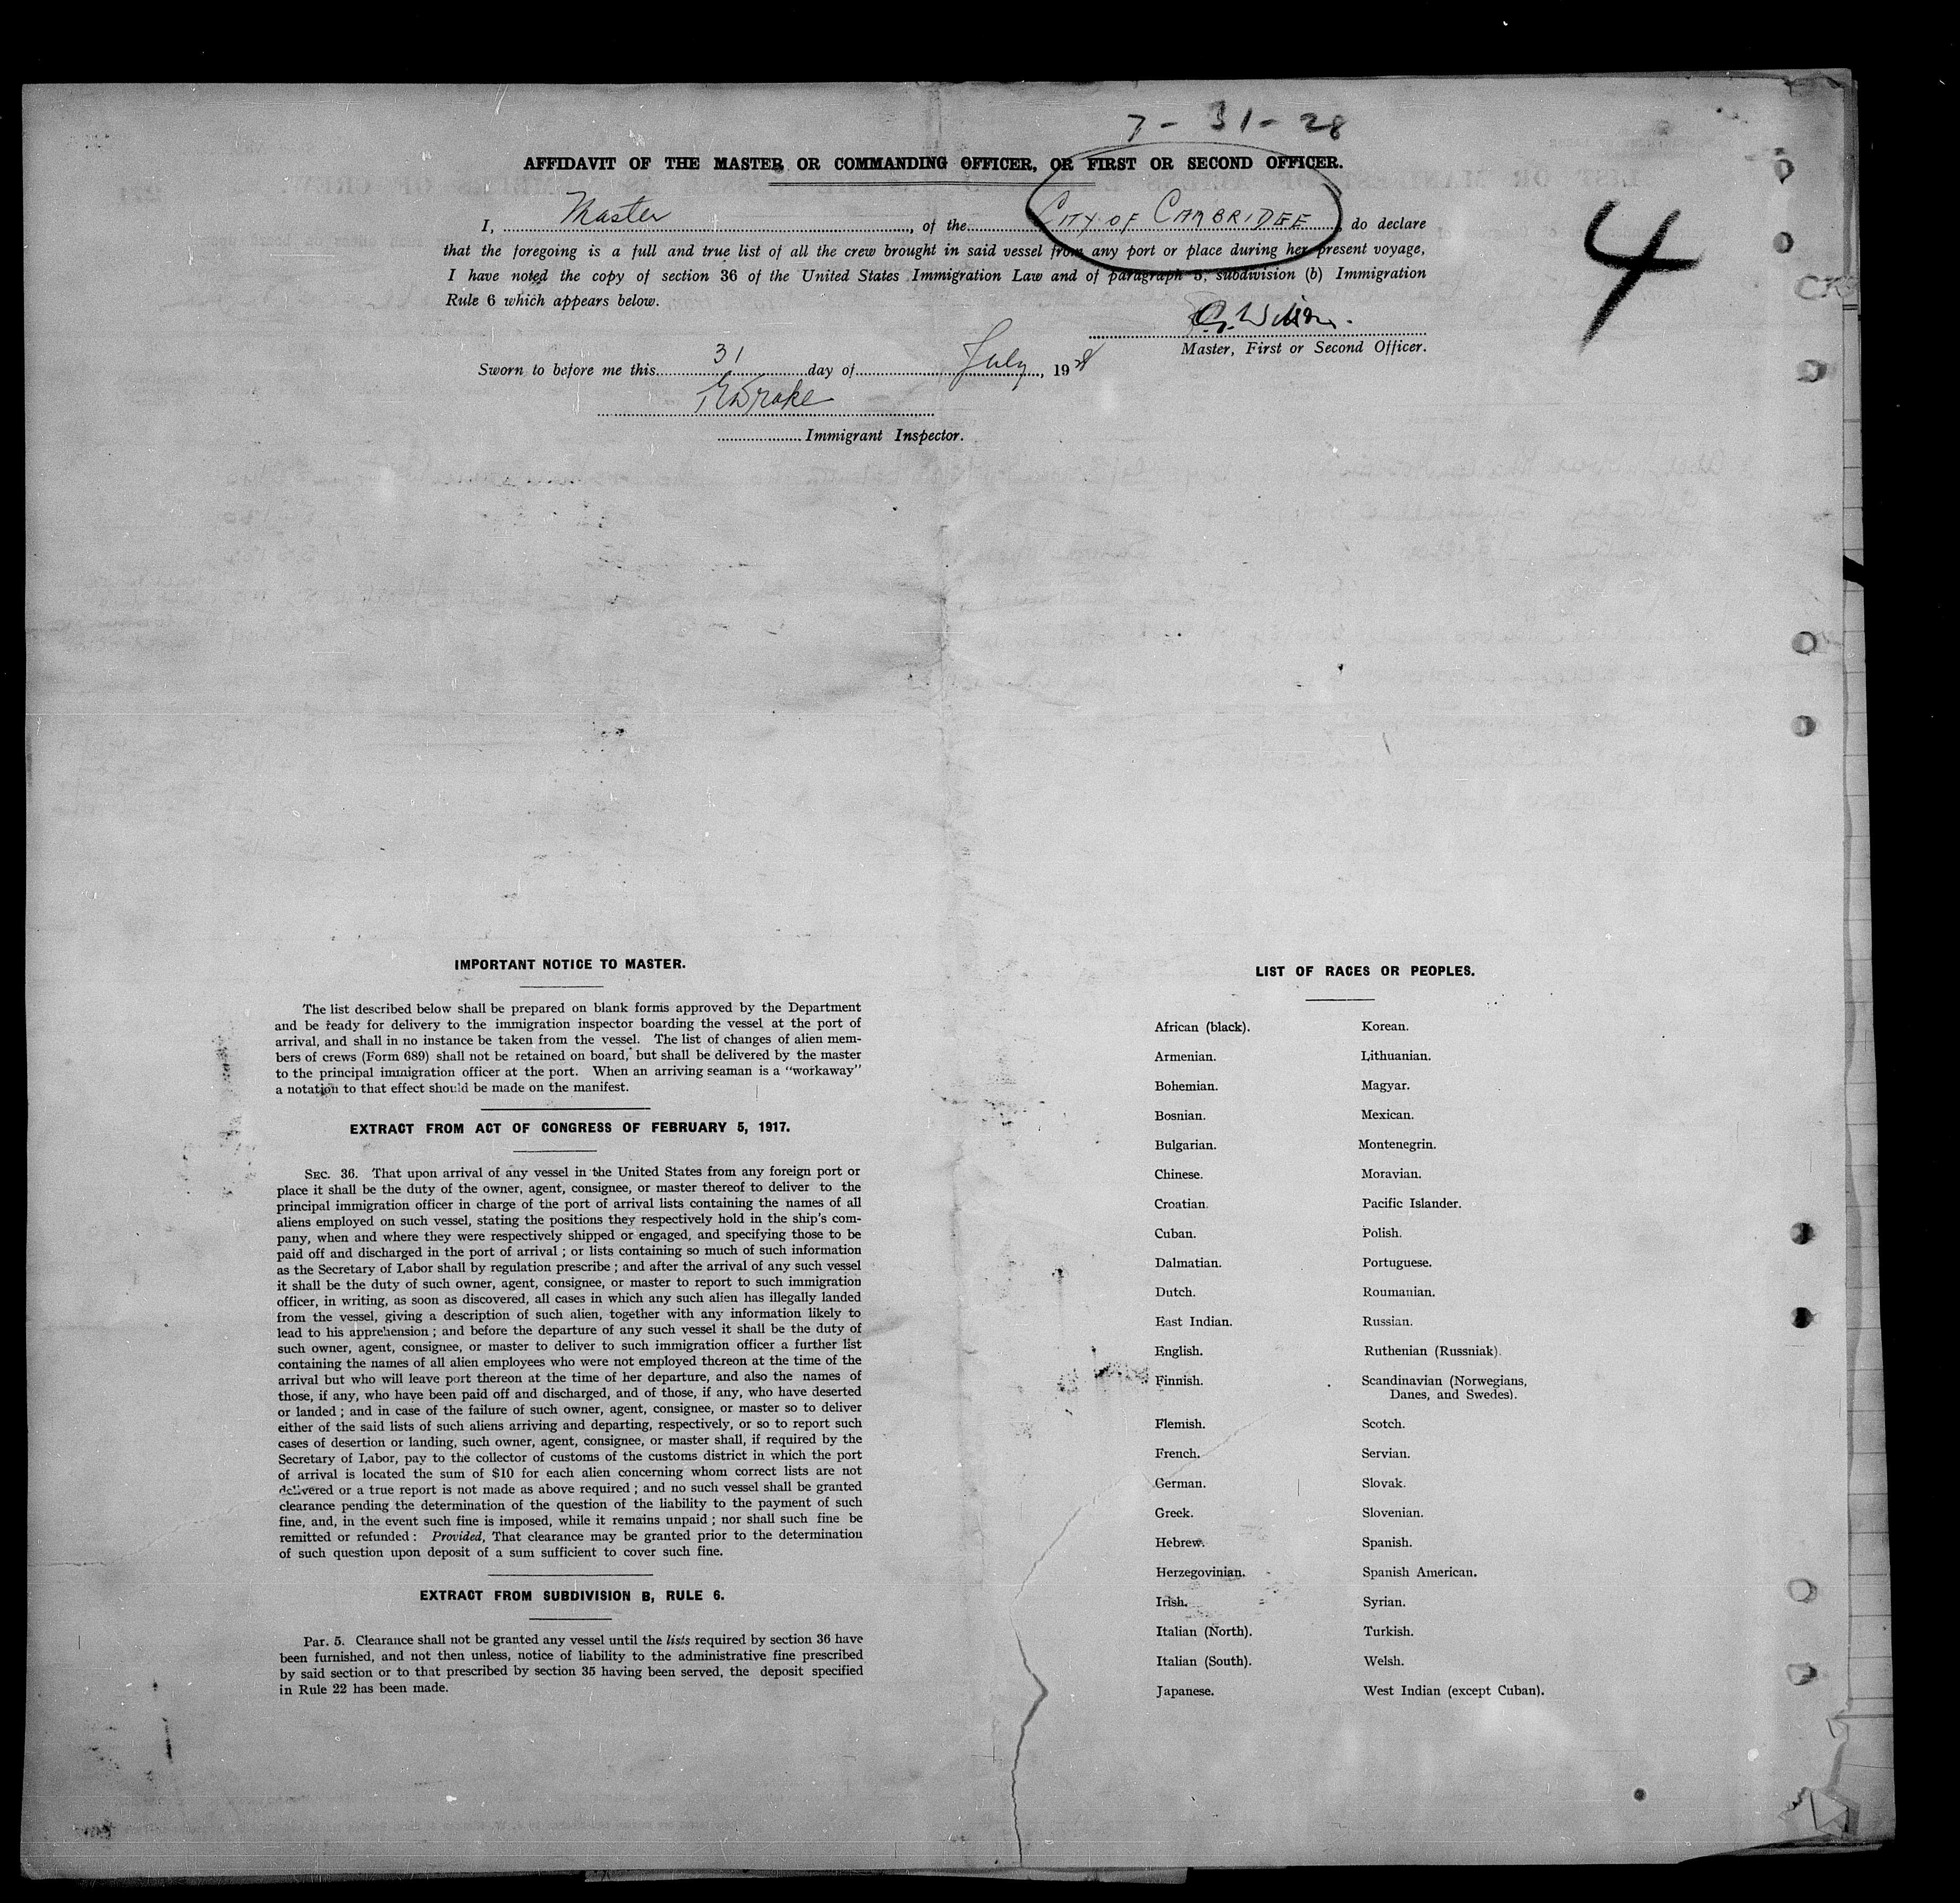 7 - 31 - 28
AFFIDAVIT OF THE MASTER OR COMMANDING OFFICER, OR FIRST OR SECOND OFFICER.
I, Master, of the CITY OF CAMBRIDGE, do declare
that the foregoing is a full and true list of all the crew brought in said vessel from any port or place during her present voyage,
I have noted the copy of section 36 of the United States Immigration Law and of paragraph 5, subdivision (b) Immigration
Rule 6 which appears below.
4
Master, First or Second Officer.
Sworn to before me this 31 day of July, 1928
Drake
Immigrant Inspector.
IMPORTANT NOTICE TO MASTER.
The list described below shall be prepared on blank forms approved by the Department
and be ready for delivery to the immigration inspector boarding the vessel at the port of
arrival, and shall in no instance be taken from the vessel. The list of changes of alien mem-
bers of crews (Form 689) shall not be retained on board, but shall be delivered by the master
to the principal immigration officer at the port. When an arriving seaman is a "workaway"
a notation to that effect should be made on the manifest.
EXTRACT FROM ACT OF CONGRESS OF FEBRUARY 5, 1917.
SEC. 36. That upon arrival of any vessel in the United States from any foreign port or
place it shall be the duty of the owner, agent, consignee, or master thereof to deliver to the
principal immigration officer in charge of the port of arrival lists containing the names of all
aliens employed on such vessel, stating the positions they respectively hold in the ship's com-
pany, when and where they were respectively shipped or engaged, and specifying those to be
paid off and discharged in the port of arrival; or lists containing so much of such information
as the Secretary of Labor shall by regulation prescribe; and after the arrival of any such vessel
it shall be the duty of such owner, agent, consignee, or master to report to such immigration
officer, in writing, as soon as discovered, all cases in which any such alien has illegally landed
from the vessel, giving a description of such alien, together with any information likely to
lead to his apprehension; and before the departure of any such vessel it shall be the duty of
such owner, agent, consignee, or master to deliver to such immigration officer a further list
containing the names of all alien employees who were not employed thereon at the time of the
arrival but who will leave port thereon at the time of her departure, and also the names of
those, if any, who have been paid off and discharged, and of those, if any, who have deserted
or landed; and in case of the failure of such owner, agent, consignee, or master so to deliver
either of the said lists of such aliens arriving and departing, respectively, or so to report such
cases of desertion or landing, such owner, agent, consignee, or master shall, if required by the
Secretary of Labor, pay to the collector of customs of the customs district in which the port
of arrival is located the sum of $10 for each alien concerning whom correct lists are not
delivered or a true report is not made as above required; and no such vessel shall be granted
clearance pending the determination of the question of the liability to the payment of such
fine, and, in the event such fine is imposed, while it remains unpaid; nor shall such fine be
remitted or refunded: Provided, That clearance may be granted prior to the determination
of such question upon deposit of a sum sufficient to cover such fine.
EXTRACT FROM SUBDIVISION B, RULE 6.
Par. 5. Clearance shall not be granted any vessel until the lists required by section 36 have
been furnished, and not then unless, notice of liability to the administrative fine prescribed
by said section or to that prescribed by section 35 having been served, the deposit specified
in Rule 22 has been made.
LIST OF RACES OR PEOPLES.
African (black).
Armenian.
Bohemian.
Bosnian.
Bulgarian.
Chinese.
Croatian.
Cuban.
Dalmatian.
Dutch.
East Indian.
English.
Finnish.
Flemish.
French.
German.
Greek.
Hebrew.
Herzegovinian.
Irish.
Italian (North).
Italian (South).
Japanese.
Korean.
Lithuanian.
Magyar.
Mexican.
Montenegrin.
Moravian.
Pacific Islander.
Polish.
Portuguese.
Roumanian.
Russian.
Ruthenian (Russniak).
Scandinavian (Norwegians,
Danes, and Swedes).
Scotch.
Servian.
Slovak.
Slovenian.
Spanish.
Spanish American.
Syrian.
Turkish.
Welsh.
West Indian (except Cuban).